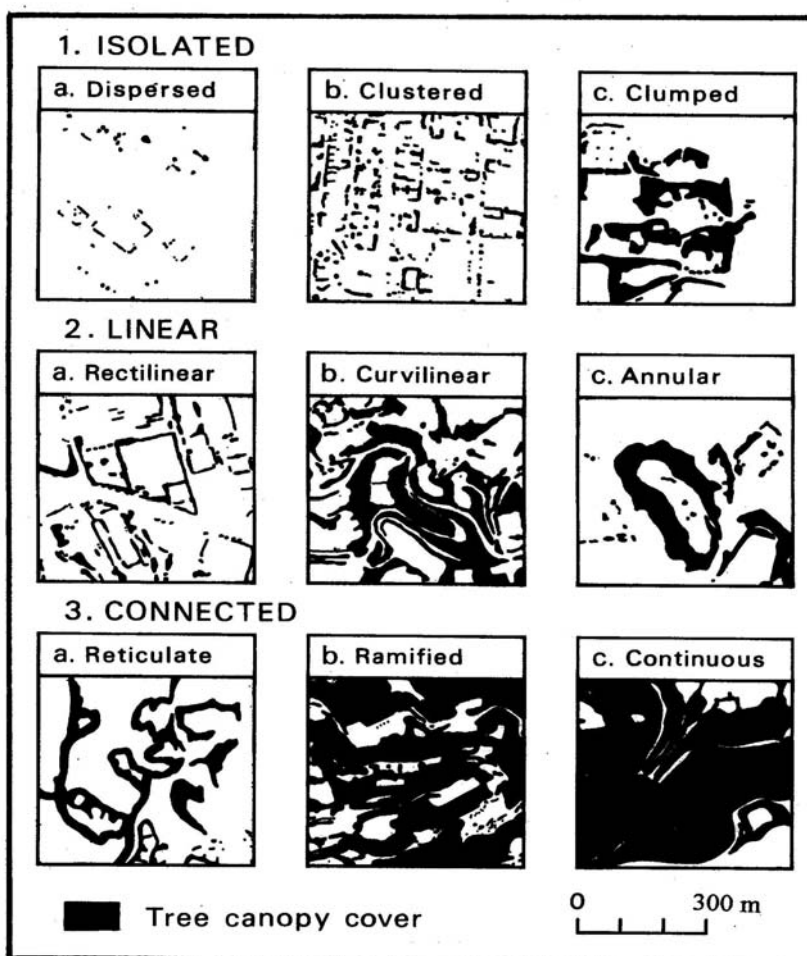 1. ISOLATED
a. Dispersed
b. Clustered
c. Clumped
2. LINEAR
a. Rectilinear
b. Curvilinear
c. Annular
3. CONNECTED
a. Reticulate
b. Ramified
c. Continuous
Tree canopy cover
0 300 m